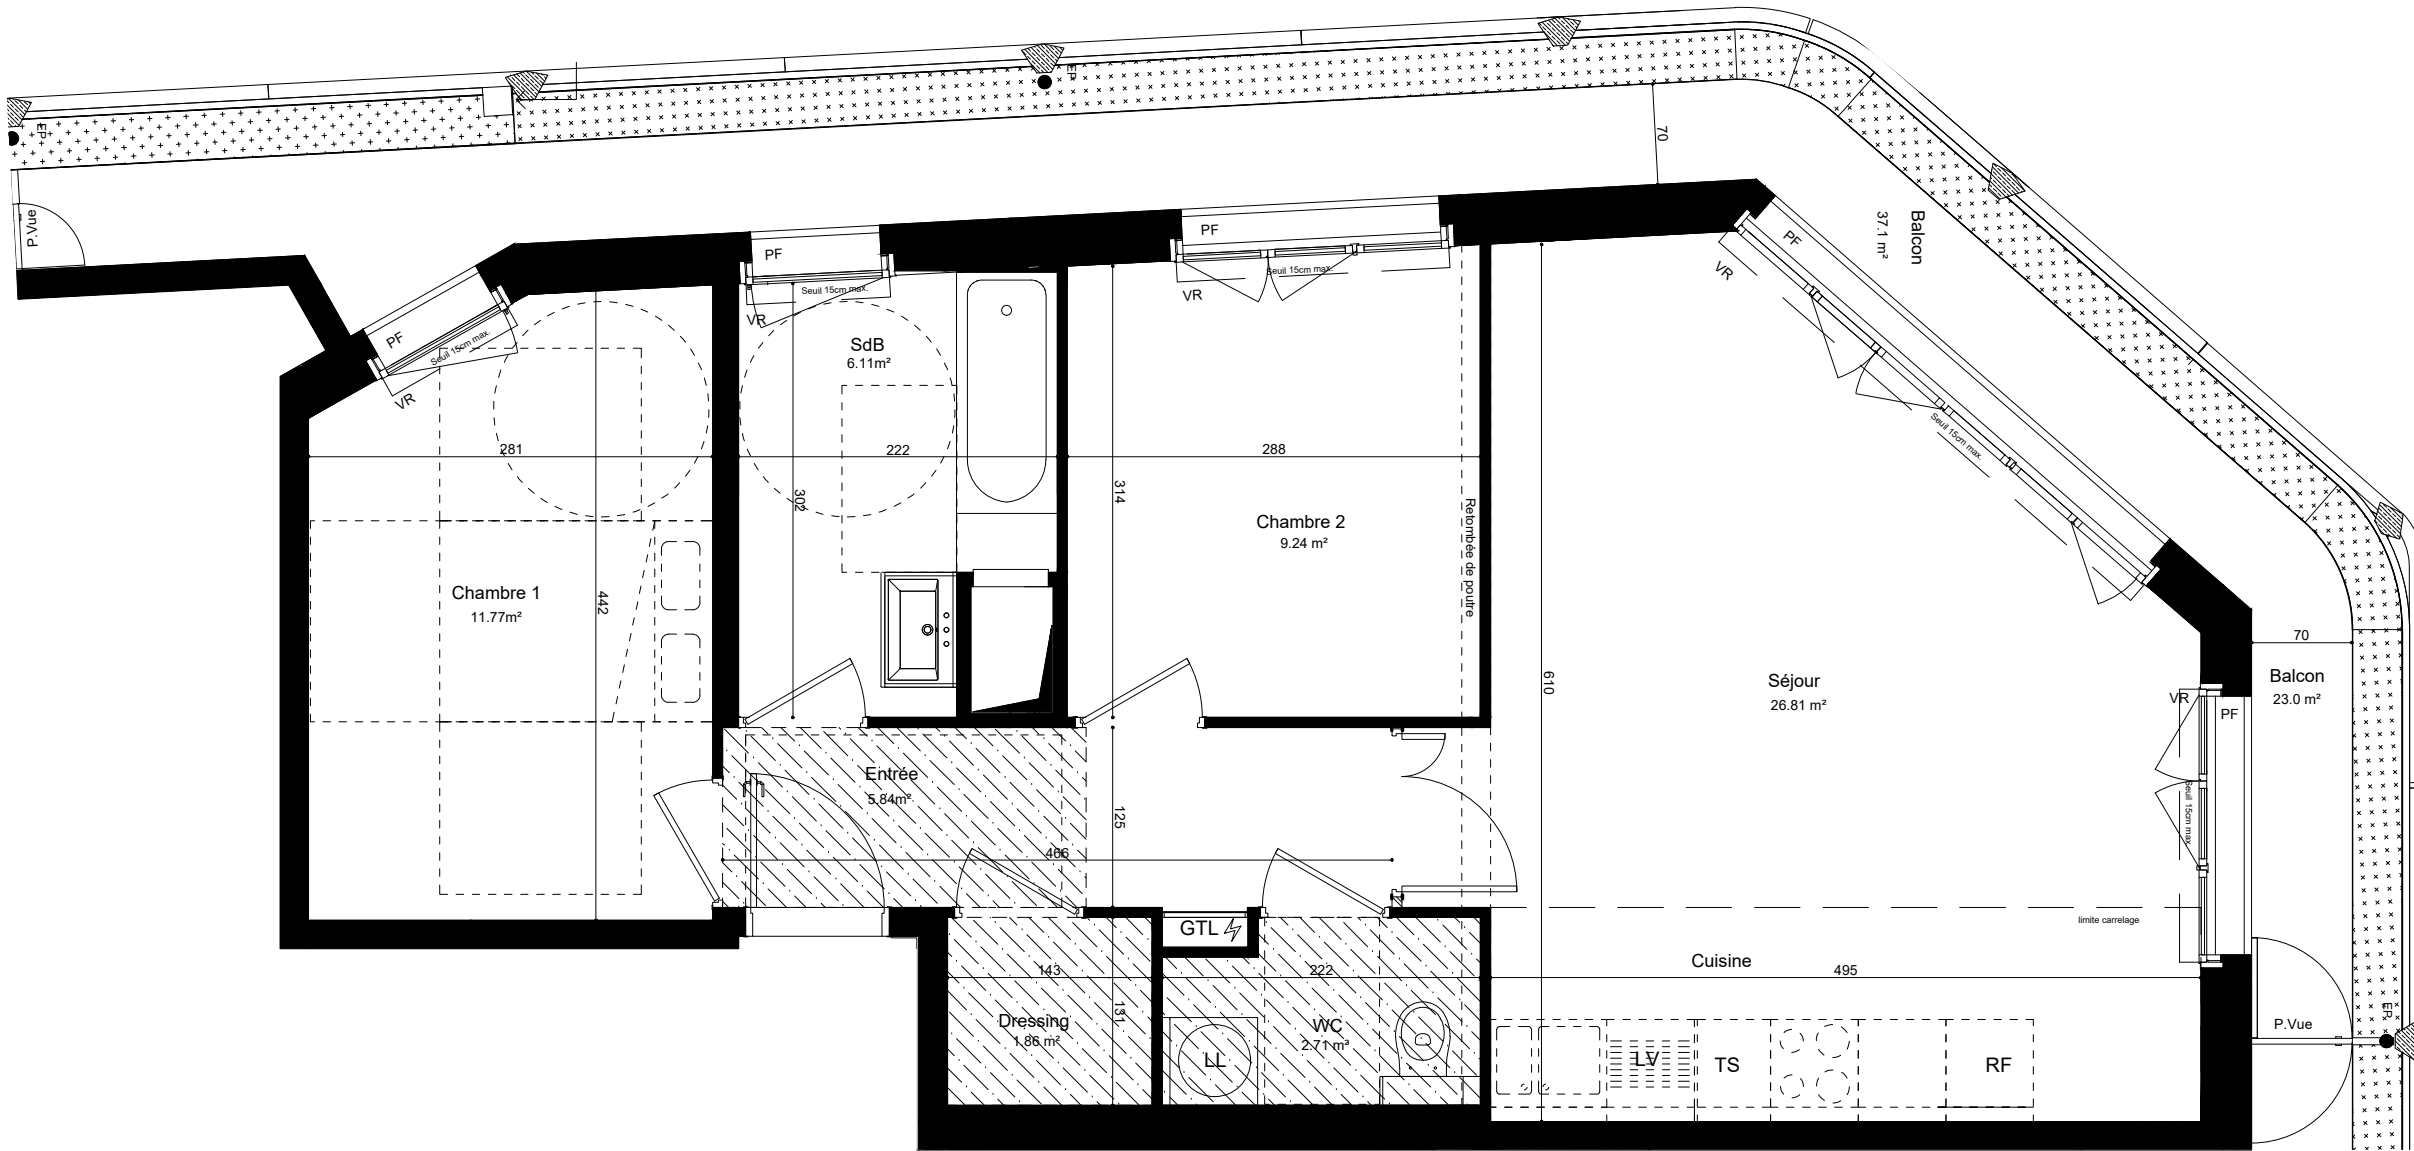 EP
EP
P.Vue
70
Balcon
37.1 m²
PF
Seuil 15cm max.
VR
PF
Seuil 15cm max.
VR
PF
Seuil 15cm max.
VR
PF
VR
Seuil 15cm max.
SdB
6.11m²
281
222
288
302
314
Chambre 2
9.24 m²
Retombée de poutre
Chambre 1
11.77m²
442
610
Séjour
26.81 m²
70
Balcon
23.0 m²
VR
PF
Seuil 15cm max.
Entrée
5.84m²
125
466
GTL
limite carrelage
Cuisine
143
222
495
131
Dressing
1.86 m²
WC
2.71 m²
LL
LV
TS
RF
P.Vue
EP